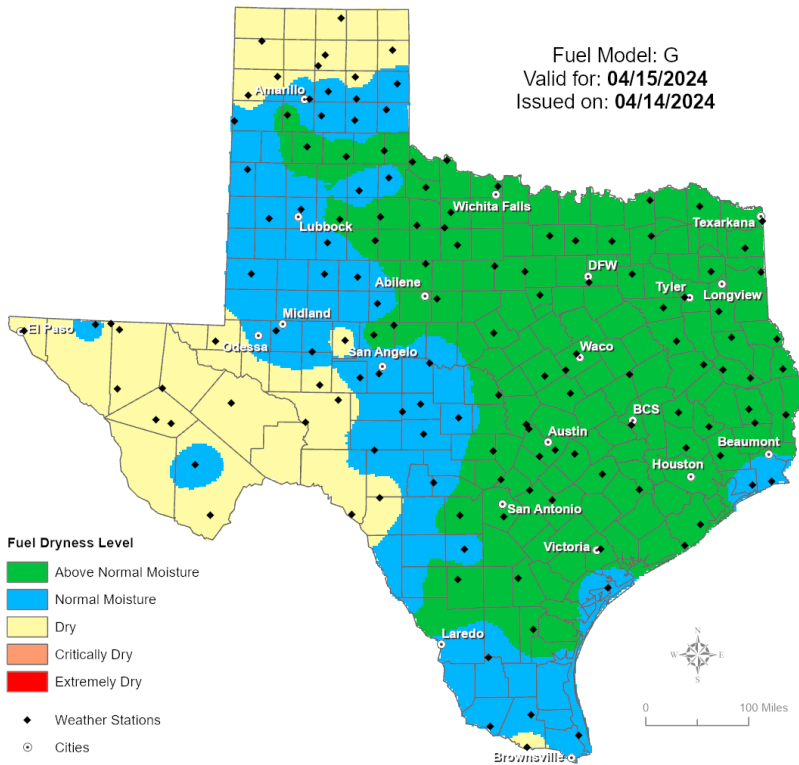 Fuel Model: G
Valid for: 04/15/2024
Issued on: 04/14/2024
Amarillo
Wichita Falls
Lubbock
Texarkana
DFW
Abilene
Tyler
Longview
Midland
El Paso
Odessa
San Angelo
Waco
BCS
Austin
Beaumont
Houston
San Antonio
Victoria
Laredo
Brownsville
Fuel Dryness Level
Above Normal Moisture
Normal Moisture
Dry
Critically Dry
Extremely Dry
Weather Stations
Cities
N
W E
S
0 100 Miles